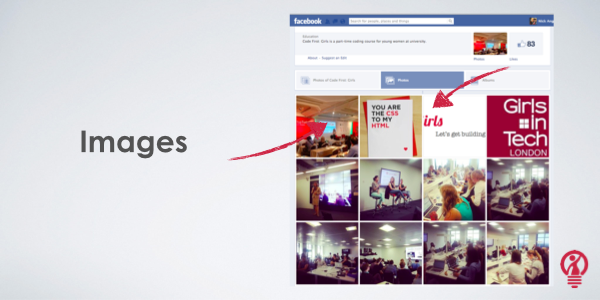 Images
facebook
Search for people, places and things
Education
Code First: Girls is a part-time coding course for young women at university
About · Suggest an Edit
Photos
83
Likes
Photos of Code First: Girls
Photos
Albums
YOU ARE
THE CSS
TO MY
HTML
irls
Let's get building
Girls
in
Tech
LONDON